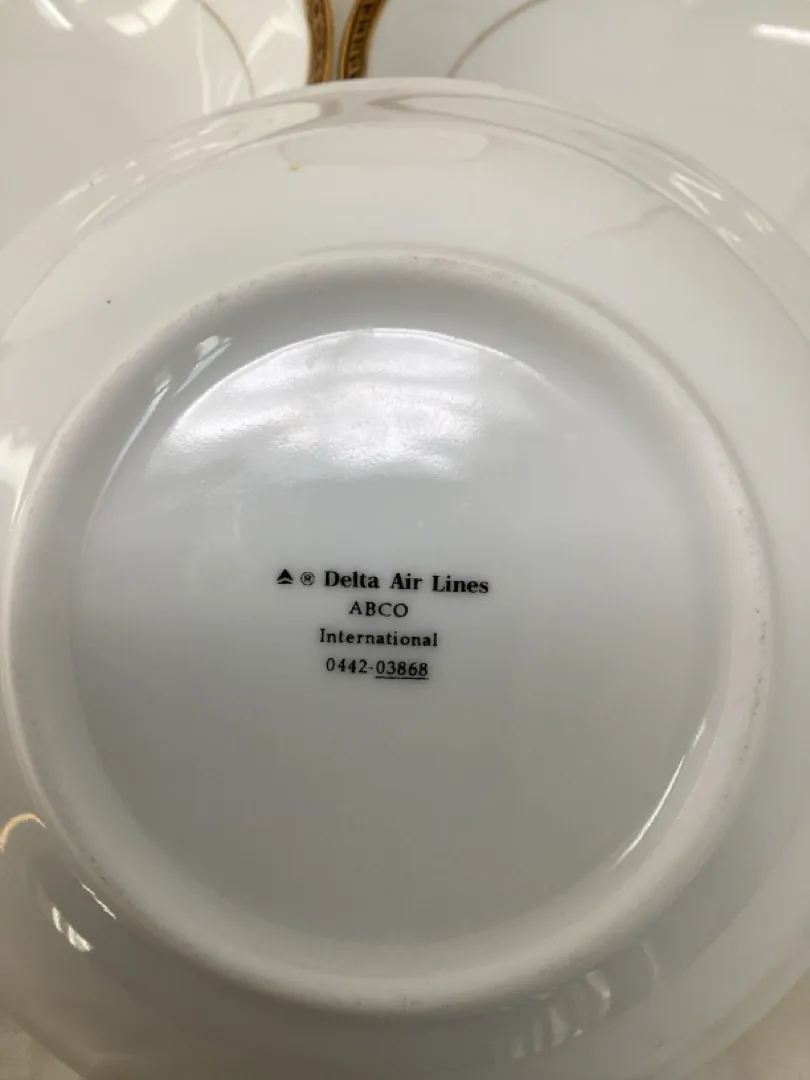 ® Delta Air Lines
ABCO
International
0442-03868